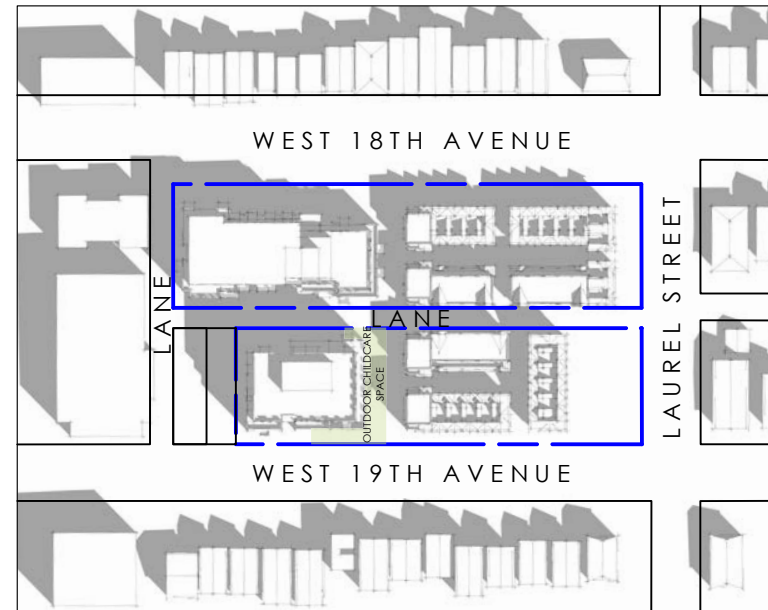 WEST 18TH AVENUE
LAUREL STREET
LANE
LANE
OUTDOOR CHILDCARE
SPACE
WEST 19TH AVENUE